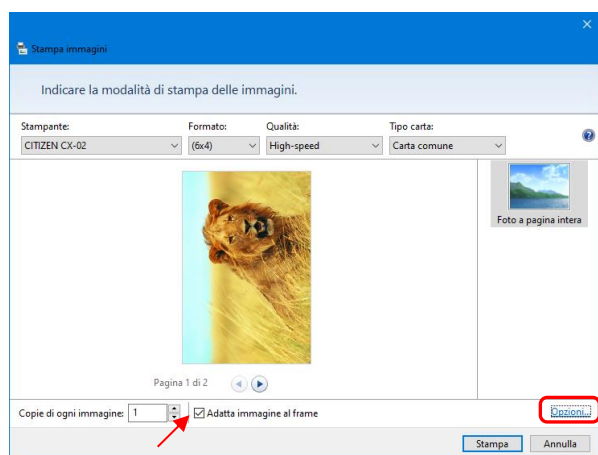 Stampa immagini
Indicare la modalità di stampa delle immagini.
Stampante: Formato: Qualità: Tipo carta:
CITIZEN CX-02 (6x4) High-speed Carta comune
Foto a pagina intera
Pagina 1 di 2
Copie di ogni immagine: 1 Adatta immagine al frame Opzioni...
Stampa Annulla